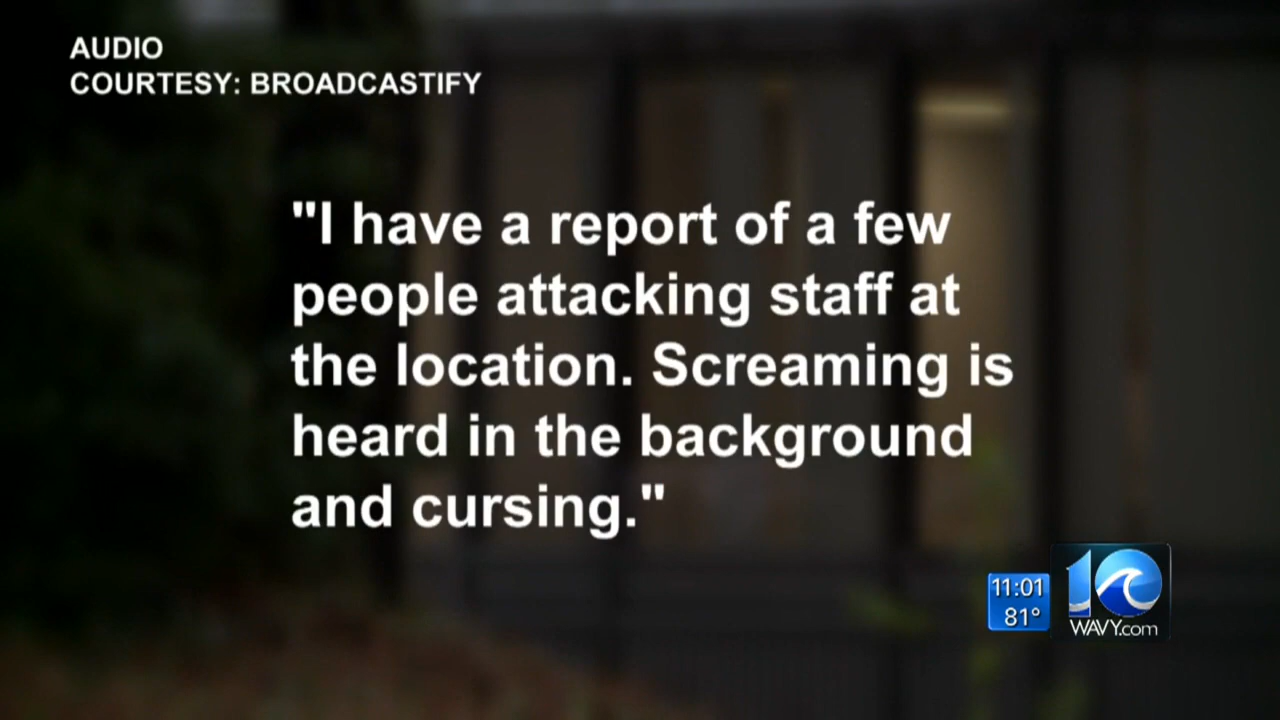 AUDIO
COURTESY: BROADCASTIFY
"I have a report of a few
people attacking staff at
the location. Screaming is
heard in the background
and cursing."
11:01
81°
10
WAVY.com